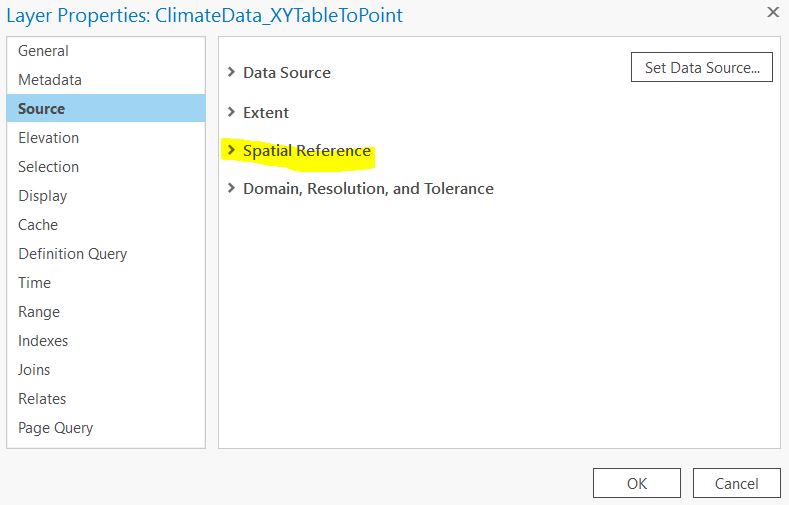 Layer Properties: ClimateData_XYTableToPoint
General
Metadata
Source
Elevation
Selection
Display
Cache
Definition Query
Time
Range
Indexes
Joins
Relates
Page Query
Data Source
Set Data Source...
Extent
Spatial Reference
Domain, Resolution, and Tolerance
OK
Cancel